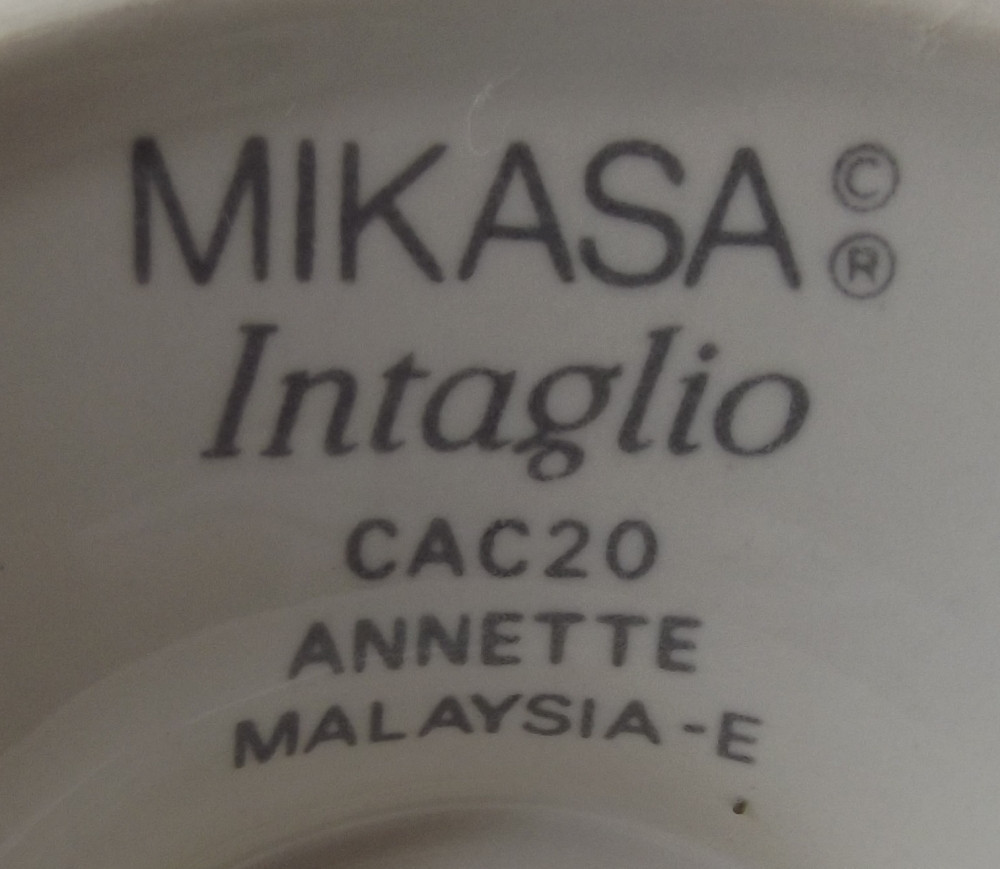 MIKASA © ®
Intaglio
CAC20
ANNETTE
MALAYSIA-E